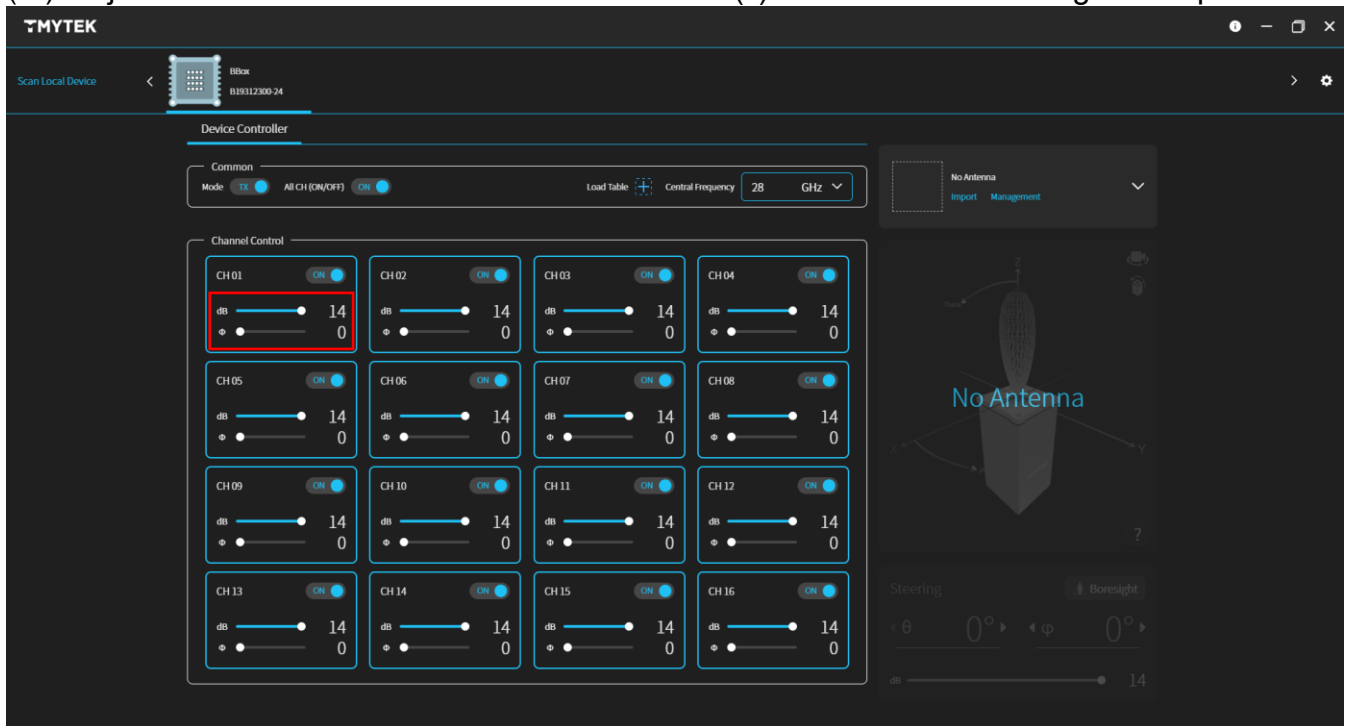 TMYTEK
Scan Local Device
BBox
B19312300-24
Device Controller
Common
Mode TX All CH (ON/OFF) ON Load Table Central Frequency 28 GHz
No Antenna
Import Management
Channel Control
CH 01 ON CH 02 ON CH 03 ON CH 04 ON
dB 14 dB 14 dB 14 dB 14
Φ 0 Φ 0 Φ 0 Φ 0
CH 05 ON CH 06 ON CH 07 ON CH 08 ON
dB 14 dB 14 dB 14 dB 14
Φ 0 Φ 0 Φ 0 Φ 0
CH 09 ON CH 10 ON CH 11 ON CH 12 ON
dB 14 dB 14 dB 14 dB 14
Φ 0 Φ 0 Φ 0 Φ 0
CH 13 ON CH 14 ON CH 15 ON CH 16 ON
dB 14 dB 14 dB 14 dB 14
Φ 0 Φ 0 Φ 0 Φ 0
Z
No Antenna
X Y
?
Steering Boresight
θ 0° φ 0°
dB 14